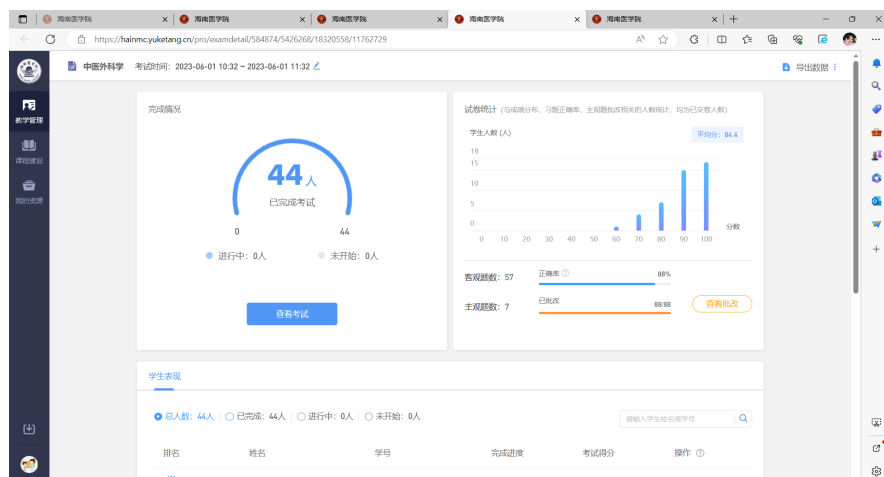 海南医学院 海南医学院 海南医学院 海南医学院 海南医学院
https://hainmc.yuketang.cn/pro/examdetail/584874/5426268/18320558/11762729
中医外科学 考试时间: 2023-06-01 10:32 ~ 2023-06-01 11:32 导出数据
教学管理
课程建设
我的资源
完成情况
44人
已完成考试
0 44
进行中: 0人 未开始: 0人
查看考试
试卷统计 (与成绩分布、习题正确率、主观题批改相关的人数统计, 均为已交卷人数)
学生人数 (人) 平均分: 84.4
18
15
10
5
0
0 10 20 30 40 50 60 70 80 90 100 分数
客观题数: 57 正确率 88%
主观题数: 7 已批改 88/88 查看批改
学生表现
总人数: 44人 已完成: 44人 进行中: 0人 未开始: 0人 请输入学生姓名或学号
排名 姓名 学号 完成进度 考试得分 操作